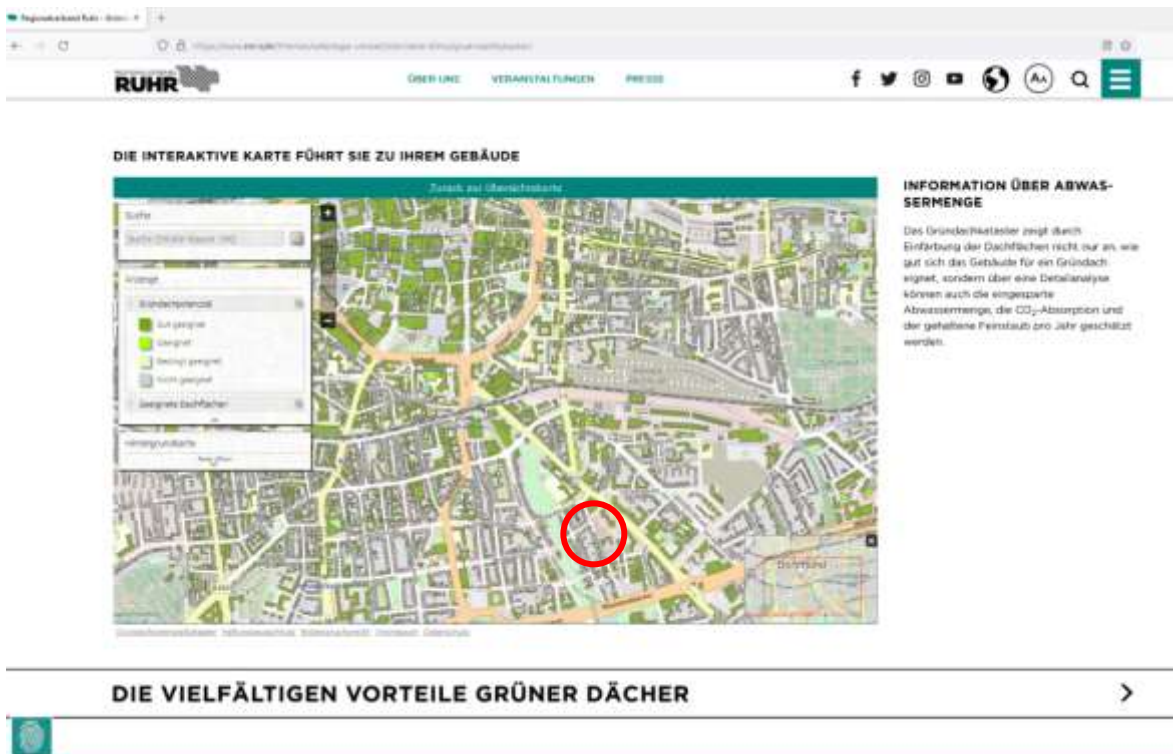 Regionalverband Ruhr
RUHR
ÜBER UNS
VERANSTALTUNGEN
PRESSE
DIE INTERAKTIVE KARTE FÜHRT SIE ZU IHREM GEBÄUDE
Zurück zur Übersichtskarte
Suche
Anzeige
Gründachpotenzial
Gut geeignet
Geeignet
Bedingt geeignet
Nicht geeignet
Geeignete Dachflächen
Hintergrundkarte
Dortmund
INFORMATION ÜBER ABWAS-
SERMENGE
Das Gründachkataster zeigt durch
Einfärbung der Dachflächen nicht nur an, wie
gut sich das Gebäude für ein Gründach
eignet, sondern über eine Detailanalyse
können auch die eingesparte
Abwassermenge, die CO₂-Absorption und
der gehaltene Feinstaub pro Jahr geschätzt
werden.
DIE VIELFÄLTIGEN VORTEILE GRÜNER DÄCHER